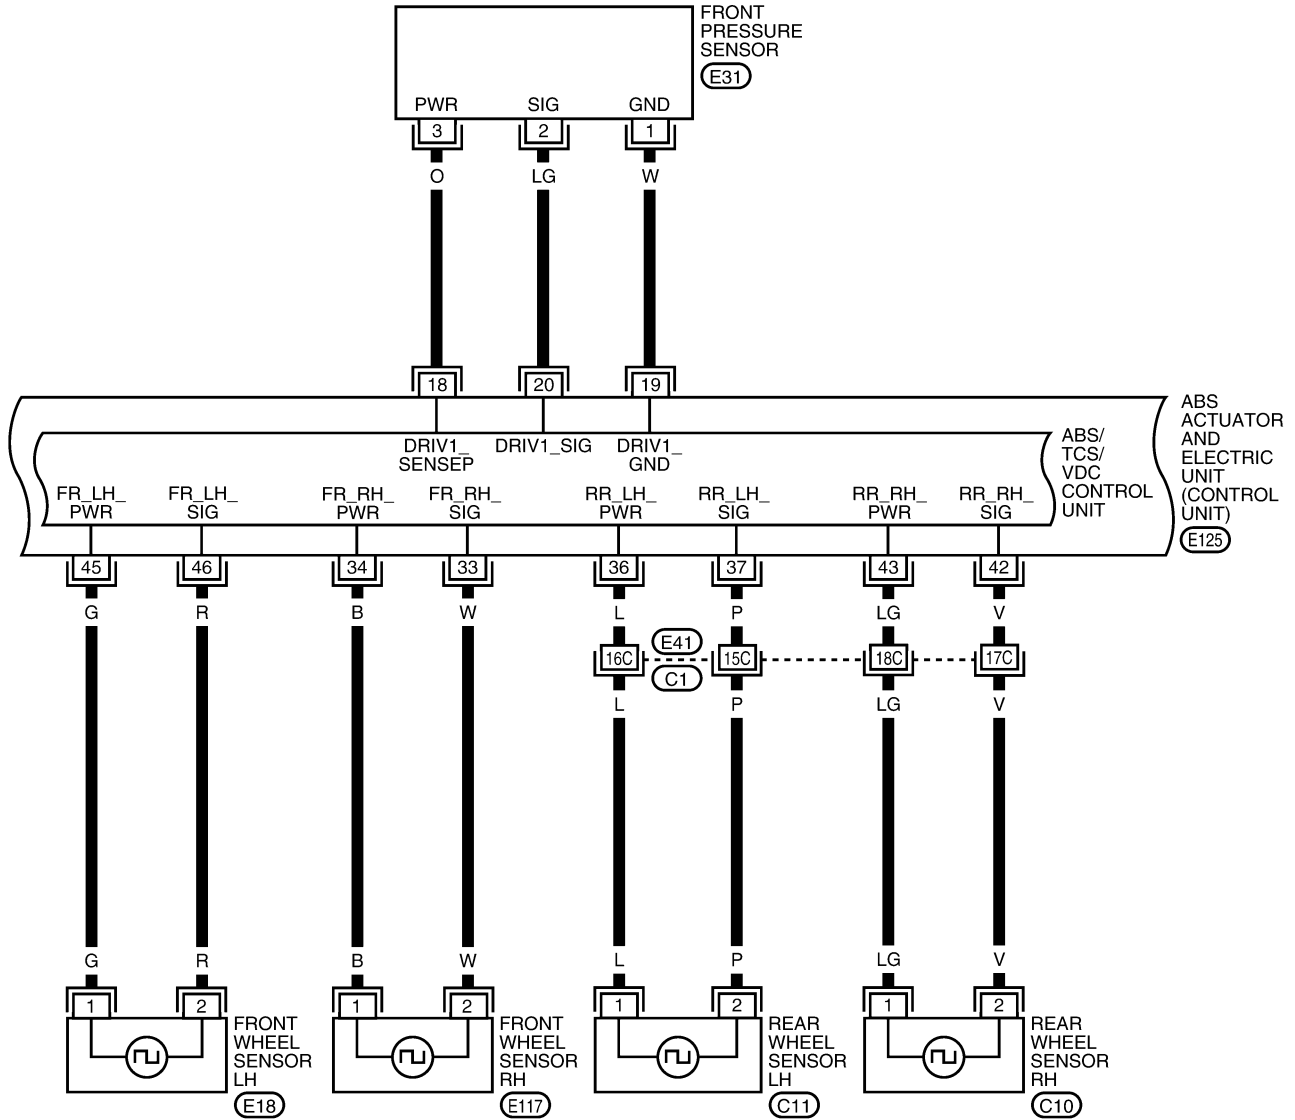 FRONT
PRESSURE
SENSOR
E31
PWR SIG GND
3 2 1
O LG W
18 20 19
ABS
ACTUATOR
AND
ELECTRIC
UNIT
(CONTROL
UNIT)
E125
ABS/
TCS/
VDC
CONTROL
UNIT
DRIV1_
SENSEP
DRIV1_SIG
DRIV1_
GND
FR_LH_
PWR
FR_LH_
SIG
FR_RH_
PWR
FR_RH_
SIG
RR_LH_
PWR
RR_LH_
SIG
RR_RH_
PWR
RR_RH_
SIG
45 46 34 33 36 37 43 42
G R B W L P LG V
E41
16C 15C 18C 17C
C1
L P LG V
G R B W L P LG V
1 2 1 2 1 2 1 2
FRONT
WHEEL
SENSOR
LH
E18
FRONT
WHEEL
SENSOR
RH
E117
REAR
WHEEL
SENSOR
LH
C11
REAR
WHEEL
SENSOR
RH
C10